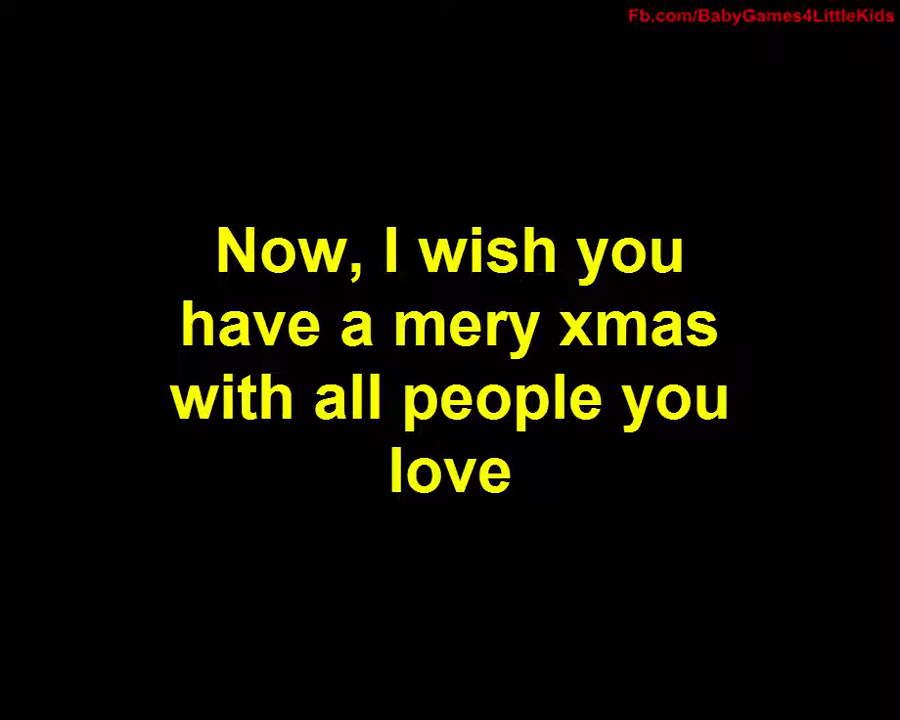 Fb.com/BabyGames4LittleKids
Now, I wish you
have a mery xmas
with all people you
love